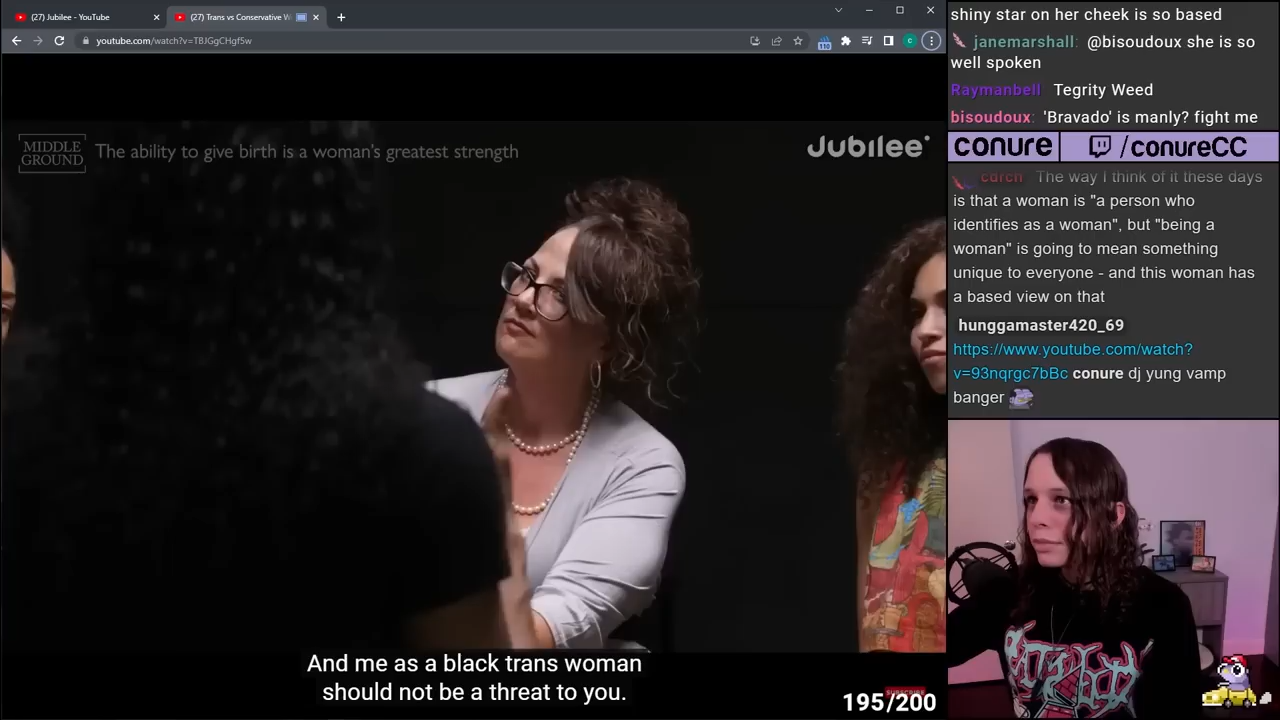 (27) Jubilee - YouTube
(27) Trans vs Conservative W
youtube.com/watch?v=TBJGgCHgf5w
MIDDLE
GROUND
The ability to give birth is a woman's greatest strength
Jubilee
And me as a black trans woman
should not be a threat to you.
SUBSCRIBE
195/200
shiny star on her cheek is so based
janemarshall: @bisoudoux she is so
well spoken
Raymanbell Tegrity Weed
bisoudoux: 'Bravado' is manly? fight me
conure /conureCC
cdrch The way I think of it these days
is that a woman is "a person who
identifies as a woman", but "being a
woman" is going to mean something
unique to everyone - and this woman has
a based view on that
hunggamaster420_69
https://www.youtube.com/watch?
v=93nqrgc7bBc conure dj yung vamp
banger